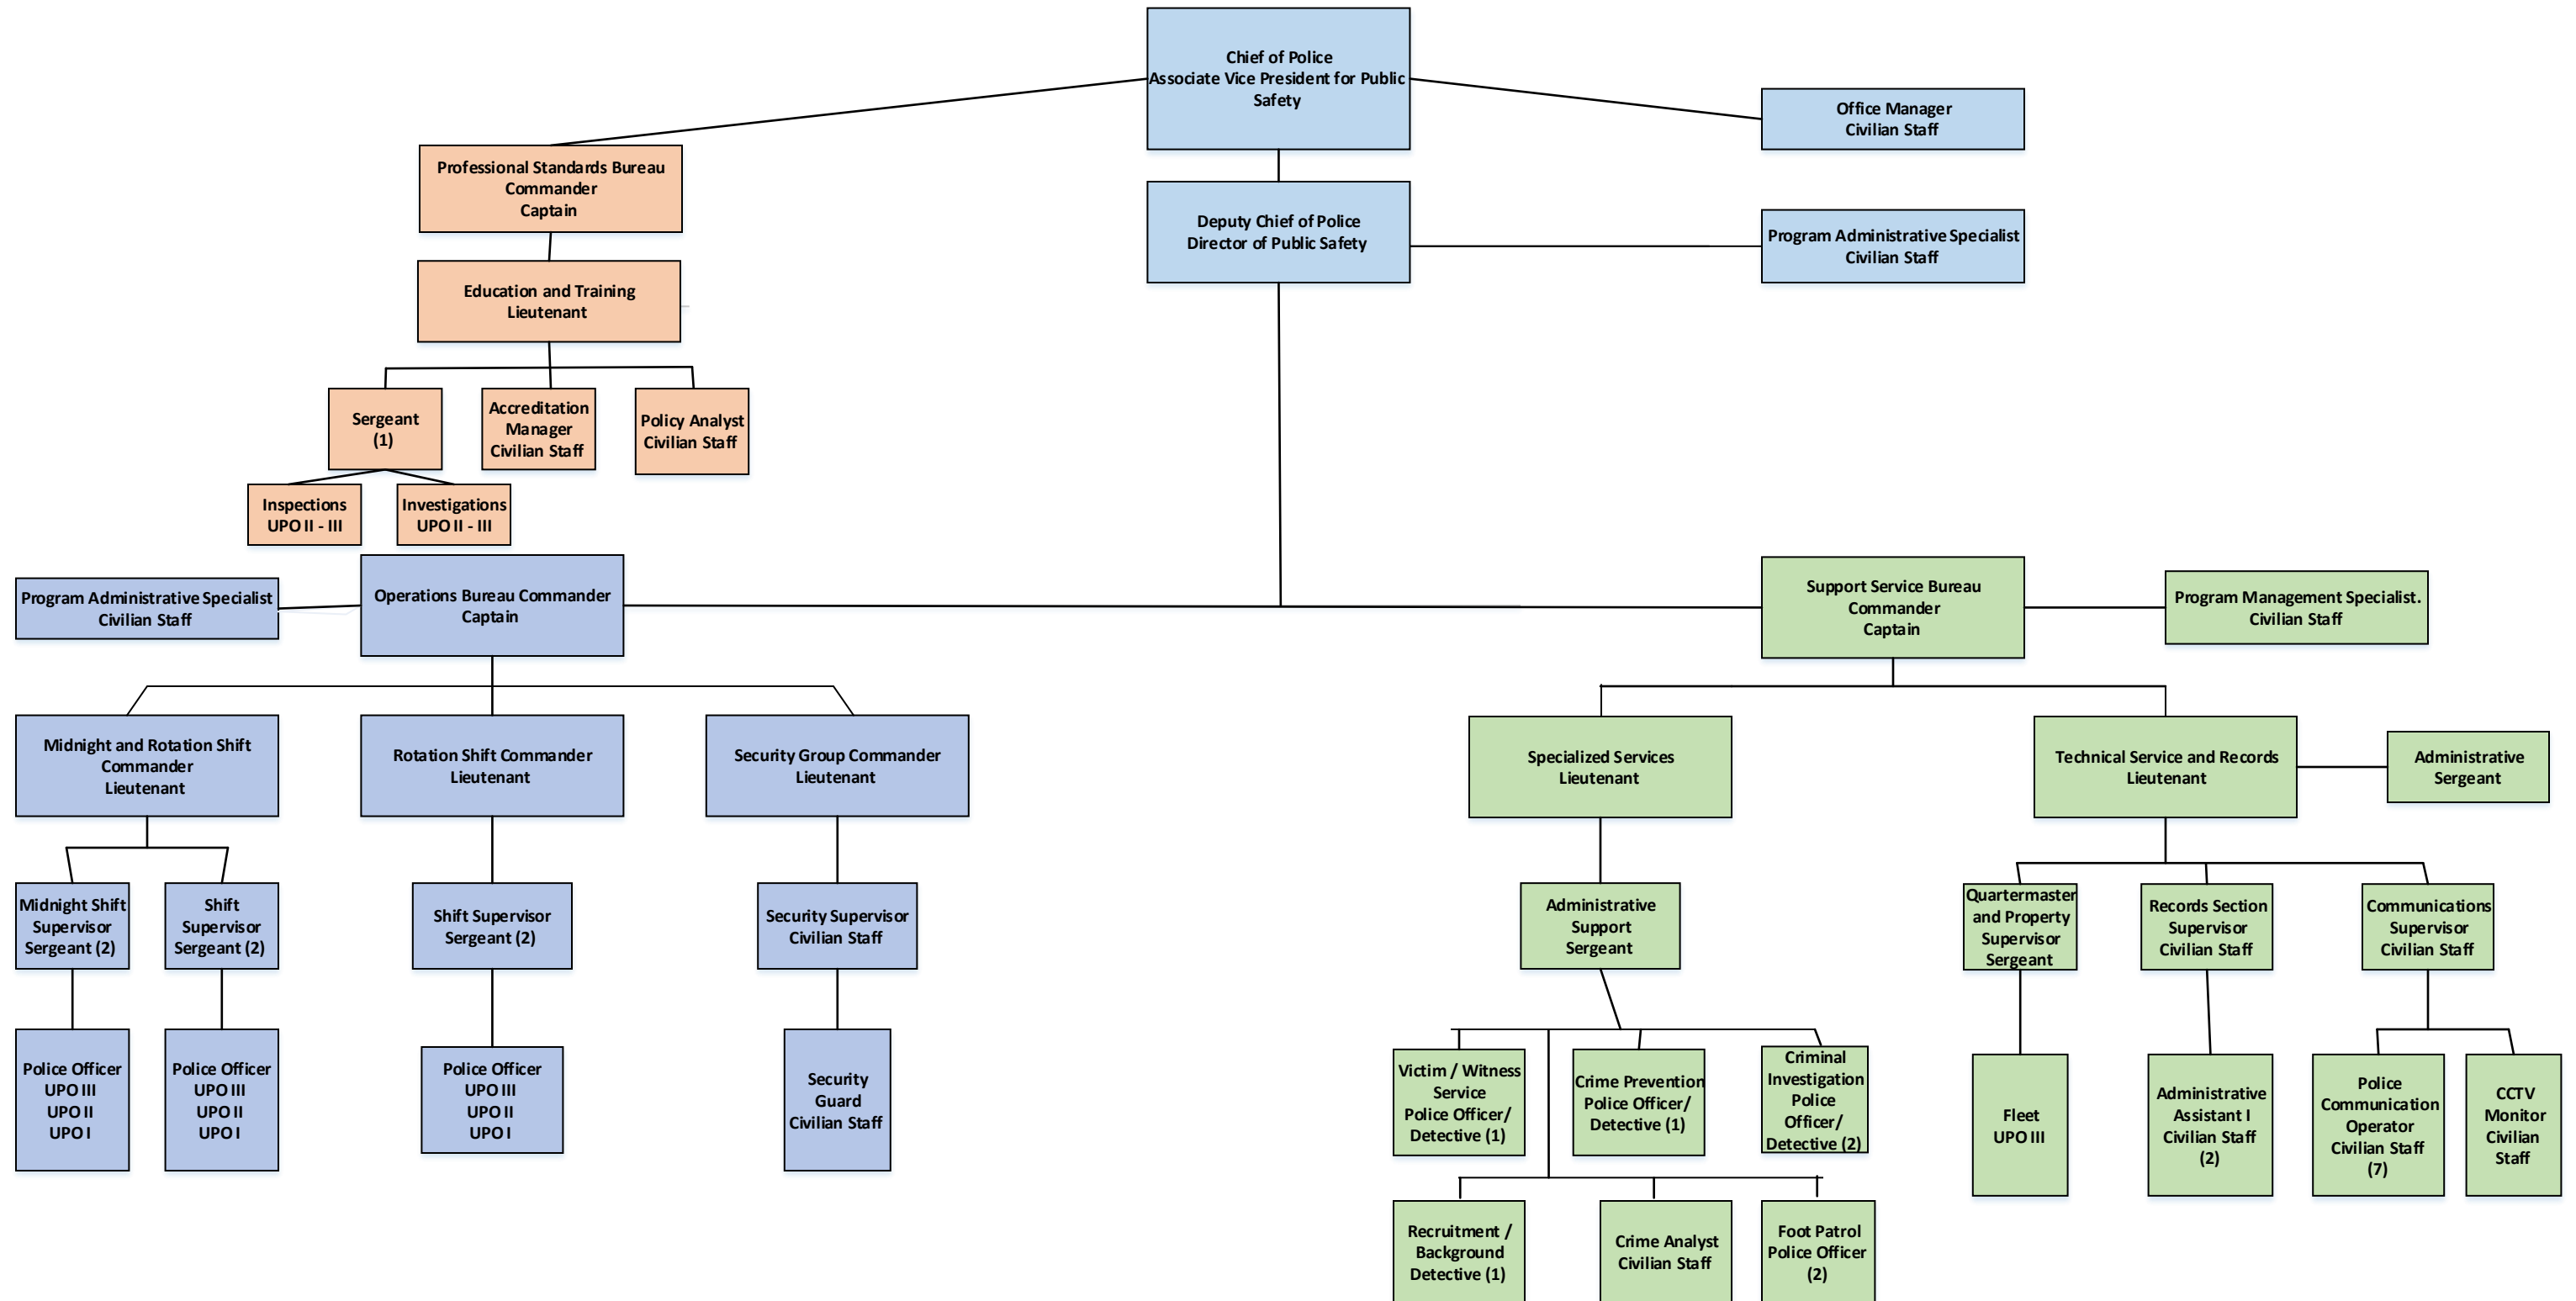 Chief of Police
Associate Vice President for Public
Safety
Office Manager
Civilian Staff
Professional Standards Bureau
Commander
Captain
Deputy Chief of Police
Director of Public Safety
Program Administrative Specialist
Civilian Staff
Education and Training
Lieutenant
Sergeant
(1)
Accreditation
Manager
Civilian Staff
Policy Analyst
Civilian Staff
Inspections
UPO II - III
Investigations
UPO II - III
Program Administrative Specialist
Civilian Staff
Operations Bureau Commander
Captain
Support Service Bureau
Commander
Captain
Program Management Specialist.
Civilian Staff
Midnight and Rotation Shift
Commander
Lieutenant
Rotation Shift Commander
Lieutenant
Security Group Commander
Lieutenant
Specialized Services
Lieutenant
Technical Service and Records
Lieutenant
Administrative
Sergeant
Midnight Shift
Supervisor
Sergeant (2)
Shift
Supervisor
Sergeant (2)
Shift Supervisor
Sergeant (2)
Security Supervisor
Civilian Staff
Administrative
Support
Sergeant
Quartermaster
and Property
Supervisor
Sergeant
Records Section
Supervisor
Civilian Staff
Communications
Supervisor
Civilian Staff
Police Officer
UPO III
UPO II
UPO I
Police Officer
UPO III
UPO II
UPO I
Police Officer
UPO III
UPO II
UPO I
Security
Guard
Civilian Staff
Victim / Witness
Service
Police Officer/
Detective (1)
Crime Prevention
Police Officer/
Detective (1)
Criminal
Investigation
Police
Officer/
Detective (2)
Fleet
UPO III
Administrative
Assistant I
Civilian Staff
(2)
Police
Communication
Operator
Civilian Staff
(7)
CCTV
Monitor
Civilian
Staff
Recruitment /
Background
Detective (1)
Crime Analyst
Civilian Staff
Foot Patrol
Police Officer
(2)